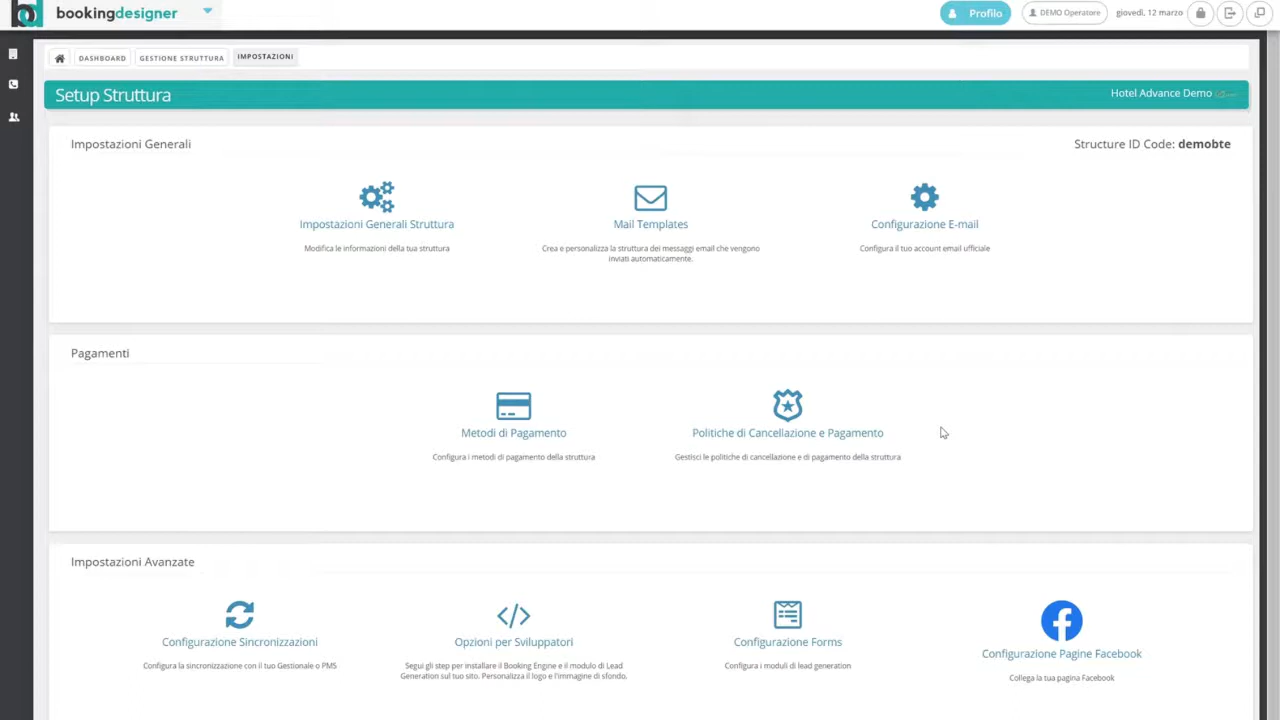 bd bookingdesigner
Profilo
DEMO Operatore
giovedì, 12 marzo
DASHBOARD
GESTIONE STRUTTURA
IMPOSTAZIONI
Setup Struttura
Hotel Advance Demo
Impostazioni Generali
Structure ID Code: demobte
Impostazioni Generali Struttura
Modifica le informazioni della tua struttura
Mail Templates
Crea e personalizza la struttura dei messaggi email che vengono
inviati automaticamente.
Configurazione E-mail
Configura il tuo account email ufficiale
Pagamenti
Metodi di Pagamento
Configura i metodi di pagamento della struttura
Politiche di Cancellazione e Pagamento
Gestisci le politiche di cancellazione e di pagamento della struttura
Impostazioni Avanzate
Configurazione Sincronizzazioni
Configura la sincronizzazione con il tuo Gestionale o PMS
Opzioni per Sviluppatori
Segui gli step per installare il Booking Engine e il modulo di Lead
Generation sul tuo sito. Personalizza il logo e l'immagine di sfondo.
Configurazione Forms
Configura i moduli di lead generation
Configurazione Pagine Facebook
Collega la tua pagina Facebook